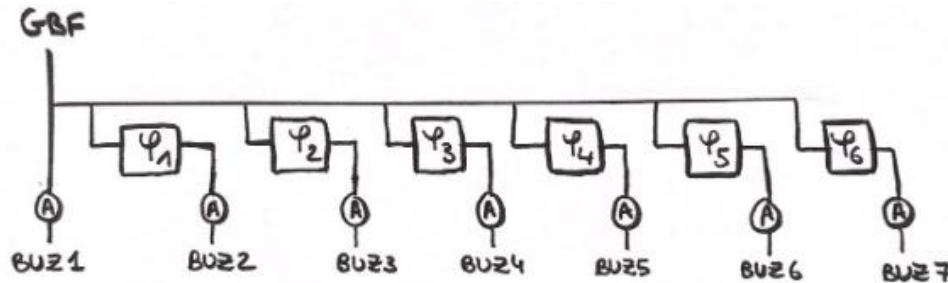 GBF
φ1 φ2 φ3 φ4 φ5 φ6
A A A A A A A
BUZ1 BUZ2 BUZ3 BUZ4 BUZ5 BUZ6 BUZ7